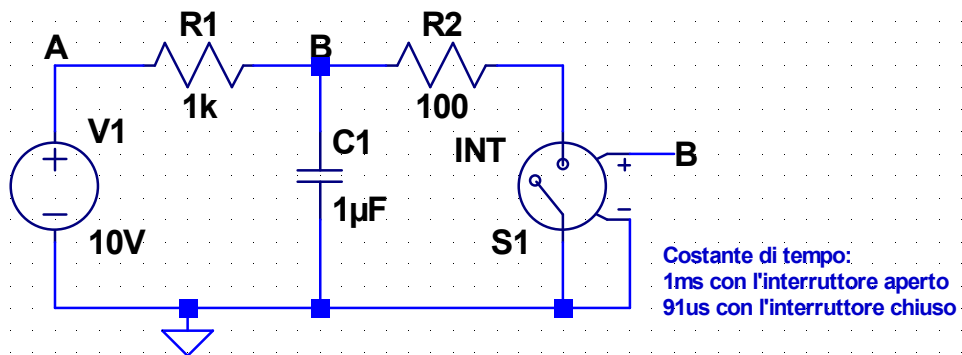 A
R1
B
R2
1k
100
V1
C1
INT
B
1µF
10V
S1
Costante di tempo:
1ms con l'interruttore aperto
91us con l'interruttore chiuso